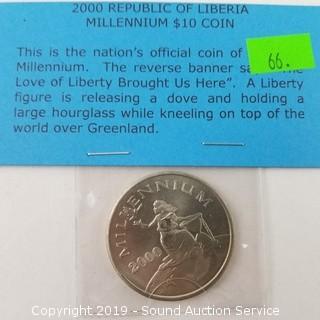 2000 REPUBLIC OF LIBERIA
MILLENNIUM $10 COIN
This is the nation's official coin of
Millennium. The reverse banner sa
Love of Liberty Brought Us Here". A Liberty
figure is releasing a dove and holding a
large hourglass while kneeling on top of the
world over Greenland.
66.
MILLENNIUM
2000
Copyright 2019 - Sound Auction Service